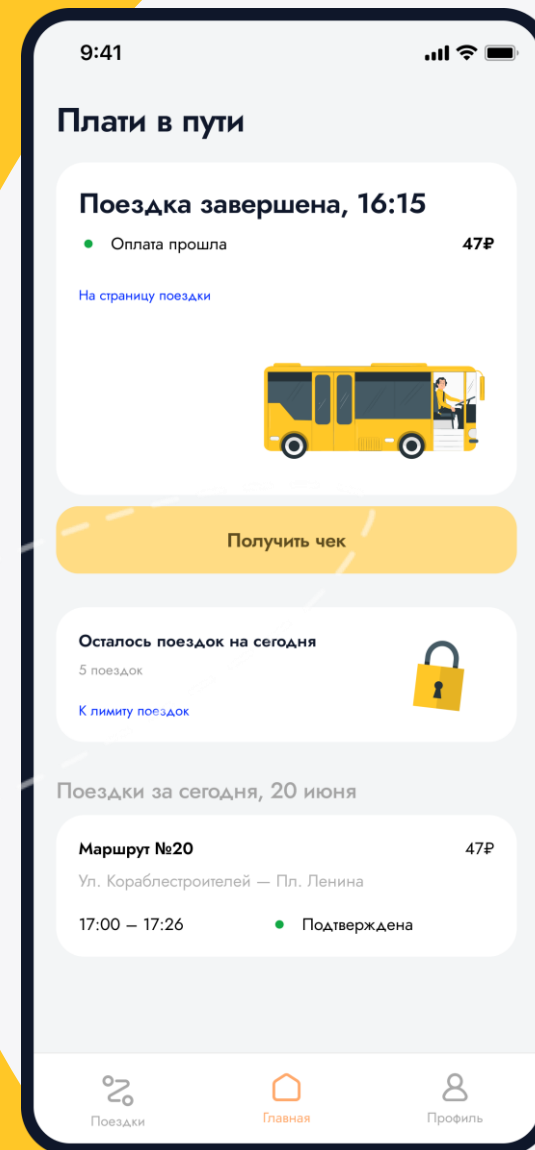 9:41
Плати в пути
Поездка завершена, 16:15
Оплата прошла 47₽
На страницу поездки
Получить чек
Осталось поездок на сегодня
5 поездок
К лимиту поездок
Поездки за сегодня, 20 июня
Маршрут №20 47₽
Ул. Кораблестроителей — Пл. Ленина
17:00 – 17:26 Подтверждена
Поездки Главная Профиль